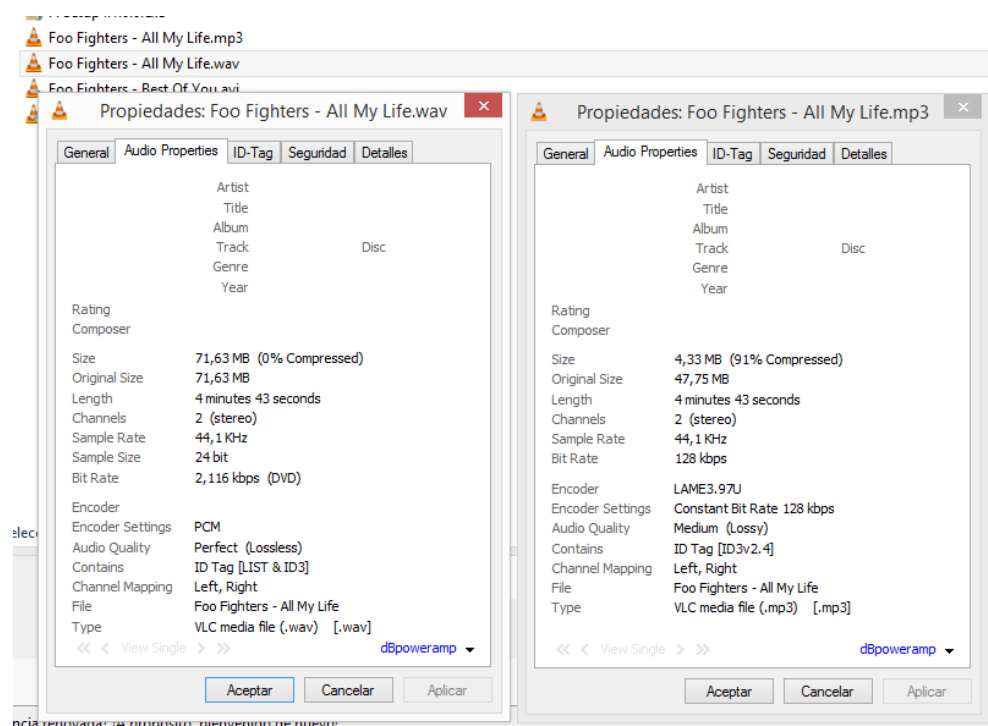 Foo Fighters - All My Life.mp3
Foo Fighters - All My Life.wav
Foo Fighters - Best Of You.avi
Propiedades: Foo Fighters - All My Life.wav
General Audio Properties ID-Tag Seguridad Detalles
Artist
Title
Album
Track Disc
Genre
Year
Rating
Composer
Size 71,63 MB (0% Compressed)
Original Size 71,63 MB
Length 4 minutes 43 seconds
Channels 2 (stereo)
Sample Rate 44,1 KHz
Sample Size 24 bit
Bit Rate 2,116 kbps (DVD)
Encoder
Encoder Settings PCM
Audio Quality Perfect (Lossless)
Contains ID Tag [LIST & ID3]
Channel Mapping Left, Right
File Foo Fighters - All My Life
Type VLC media file (.wav) [.wav]
View Single
dBpoweramp
Aceptar Cancelar Aplicar
Propiedades: Foo Fighters - All My Life.mp3
General Audio Properties ID-Tag Seguridad Detalles
Artist
Title
Album
Track Disc
Genre
Year
Rating
Composer
Size 4,33 MB (91% Compressed)
Original Size 47,75 MB
Length 4 minutes 43 seconds
Channels 2 (stereo)
Sample Rate 44,1 KHz
Bit Rate 128 kbps
Encoder LAME3.97U
Encoder Settings Constant Bit Rate 128 kbps
Audio Quality Medium (Lossy)
Contains ID Tag [ID3v2.4]
Channel Mapping Left, Right
File Foo Fighters - All My Life
Type VLC media file (.mp3) [.mp3]
View Single
dBpoweramp
Aceptar Cancelar Aplicar